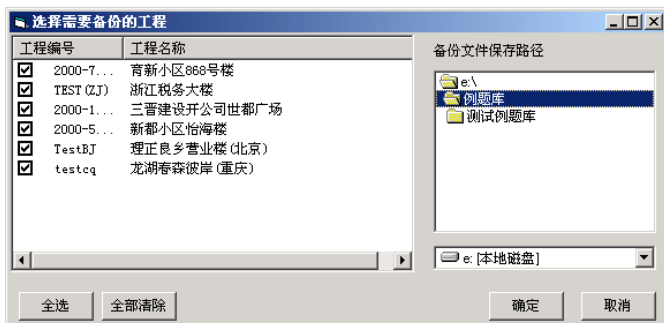 选择需要备份的工程
工程编号 工程名称 备份文件保存路径
2000-7... 育新小区868号楼
TEST(ZJ) 浙江税务大楼
2000-1... 三晋建设开公司世都广场
2000-5... 新都小区怡海楼
TestBJ 理正良乡营业楼(北京)
testcq 龙湖春森彼岸(重庆)
e:\
例题库
测试例题库
e: [本地磁盘]
全选 全部清除 确定 取消